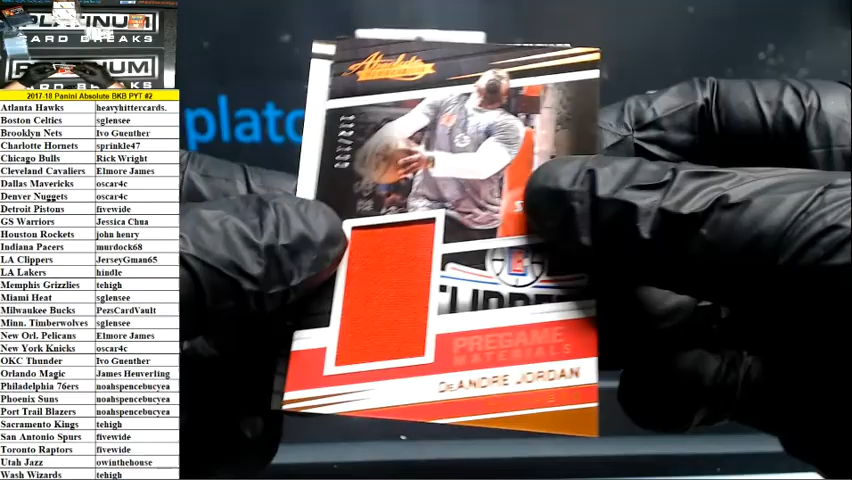 PLATINUM
CARD BREAKS
PLATINUM
2017-18 Panini Absolute BKB PYT #2
Atlanta Hawks heavyhittercards.
Boston Celtics sglensee
Brooklyn Nets Ivo Guenther
Charlotte Hornets sprinkle47
Chicago Bulls Rick Wright
Cleveland Cavaliers Elmore James
Dallas Mavericks oscar4c
Denver Nuggets oscar4c
Detroit Pistons fivewide
GS Warriors Jessica Chua
Houston Rockets john henry
Indiana Pacers murdock68
LA Clippers JerseyGman65
LA Lakers hindle
Memphis Grizzlies tehigh
Miami Heat sglensee
Milwaukee Bucks PezsCardVault
Minn. Timberwolves sglensee
New Orl. Pelicans Elmore James
New York Knicks oscar4c
OKC Thunder Ivo Guenther
Orlando Magic James Heuverling
Philadelphia 76ers noahspencebucyea
Phoenix Suns noahspencebucyea
Port Trail Blazers noahspencebucyea
Sacramento Kings tehigh
San Antonio Spurs fivewide
Toronto Raptors fivewide
Utah Jazz owinthehouse
Wash Wizards tehigh
plato
Absolute
PREGAME
MATERIALS
DeANDRE JORDAN